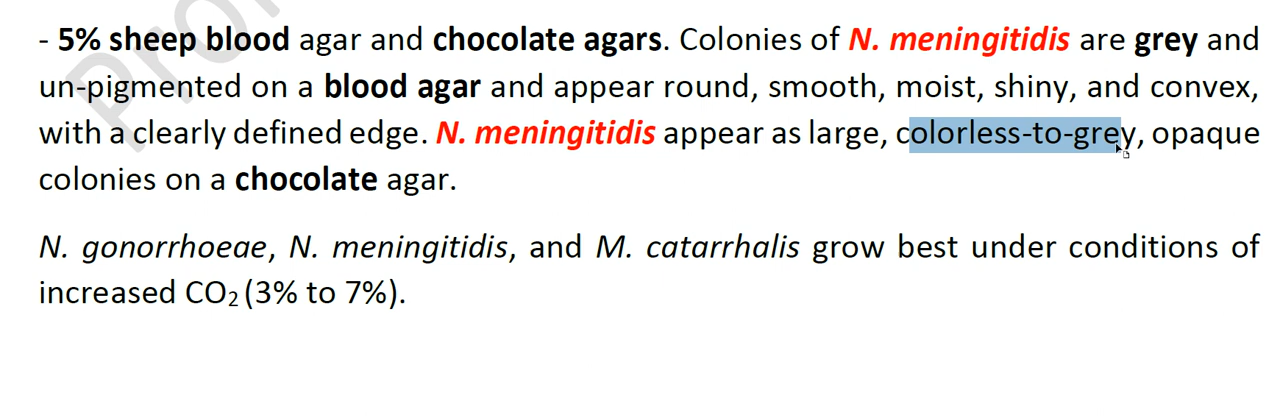 - 5% sheep blood agar and chocolate agars. Colonies of N. meningitidis are grey and
un-pigmented on a blood agar and appear round, smooth, moist, shiny, and convex,
with a clearly defined edge. N. meningitidis appear as large, colorless-to-grey, opaque
colonies on a chocolate agar.
N. gonorrhoeae, N. meningitidis, and M. catarrhalis grow best under conditions of
increased CO₂ (3% to 7%).